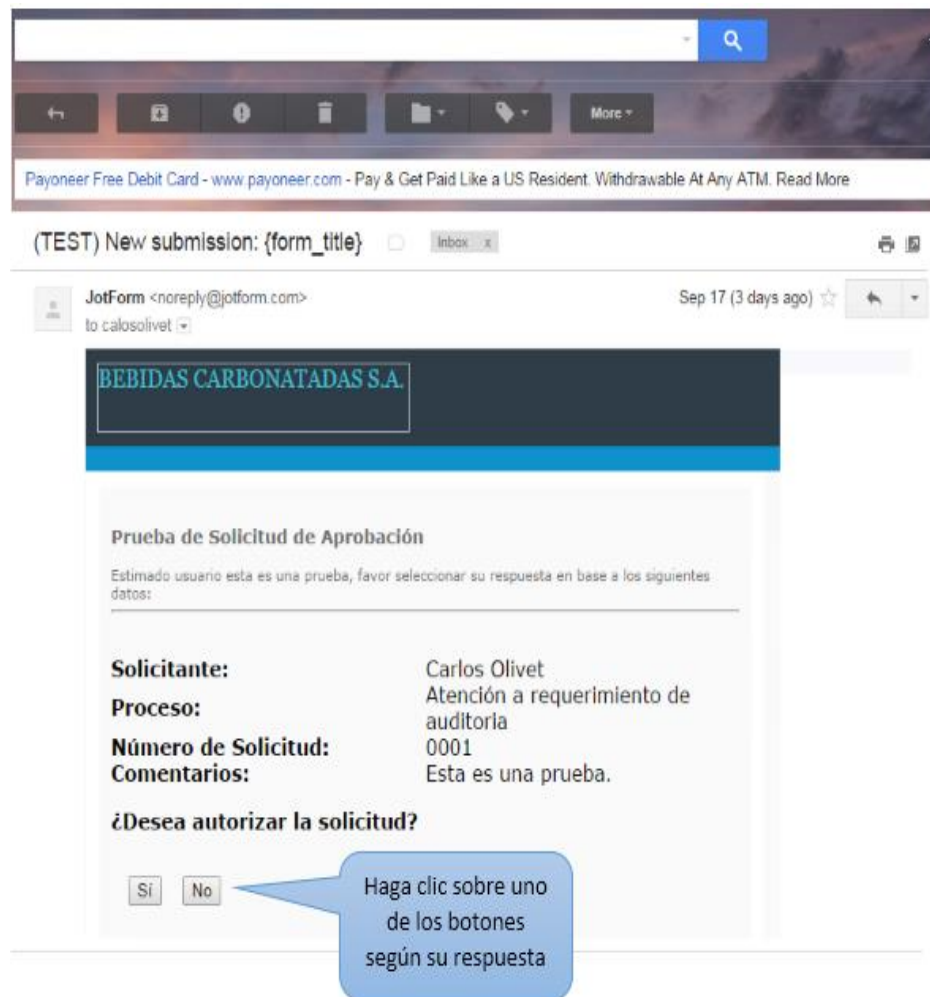 More
Payoneer Free Debit Card - www.payoneer.com - Pay & Get Paid Like a US Resident. Withdrawable At Any ATM. Read More
(TEST) New submission: {form_title}
Inbox x
JotForm <noreply@jotform.com>
Sep 17 (3 days ago)
to calosolivet
BEBIDAS CARBONATADAS S.A.
Prueba de Solicitud de Aprobación
Estimado usuario esta es una prueba, favor seleccionar su respuesta en base a los siguientes
datos:
Solicitante: Carlos Olivet
Proceso: Atención a requerimiento de
auditoria
Número de Solicitud: 0001
Comentarios: Esta es una prueba.
¿Desea autorizar la solicitud?
Sí No
Haga clic sobre uno
de los botones
según su respuesta